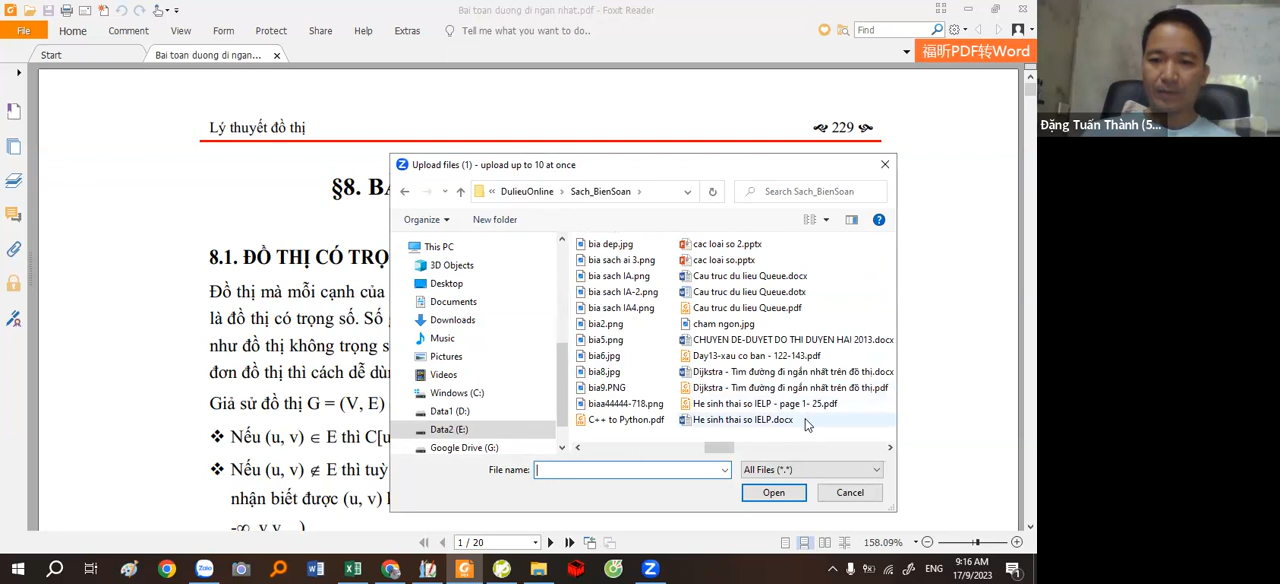 Bai toan duong di ngan nhat.pdf - Foxit Reader
File Home Comment View Form Protect Share Help Extras Tell me what you want to do.. Find
Start Bai toan duong di ngan... 福昕PDF转Word
Đặng Tuấn Thành (5...
Lý thuyết đồ thị 229
§8. BÀ
8.1. ĐỒ THỊ CÓ TRỌ
Đồ thị mà mỗi cạnh của
là đồ thị có trọng số. Số
như đồ thị không trọng s
đơn đồ thị thì cách dễ dù
Giả sử đồ thị G = (V, E)
Nếu (u, v) ∈ E thì C[u
Nếu (u, v) ∉ E thì tuỳ
nhận biết được (u, v)
-∞, v.v...)
Upload files (1) - upload up to 10 at once
« DulieuOnline › Sach_BienSoan › Search Sach_BienSoan
Organize New folder
This PC
3D Objects
Desktop
Documents
Downloads
Music
Pictures
Videos
Windows (C:)
Data1 (D:)
Data2 (E:)
Google Drive (G:)
bia dep.jpg
bia sach ai 3.png
bia sach IA.png
bia sach IA-2.png
bia sach IA4.png
bia2.png
bia5.png
bia6.jpg
bia8.jpg
bia9.PNG
biaa44444-718.png
C++ to Python.pdf
cac loai so 2.pptx
cac loai so.pptx
Cau truc du lieu Queue.docx
Cau truc du lieu Queue.dotx
Cau truc du lieu Queue.pdf
cham ngon.jpg
CHUYEN DE-DUYET DO THI DUYEN HAI 2013.docx
Day13-xau co ban - 122-143.pdf
Dijkstra - Tìm đường đi ngắn nhất trên đồ thị.docx
Dijkstra - Tìm đường đi ngắn nhất trên đồ thị.pdf
He sinh thai so IELP - page 1- 25.pdf
He sinh thai so IELP.docx
File name: All Files (*.*)
Open Cancel
1 / 20 158.09%
ENG 9:16 AM
17/9/2023